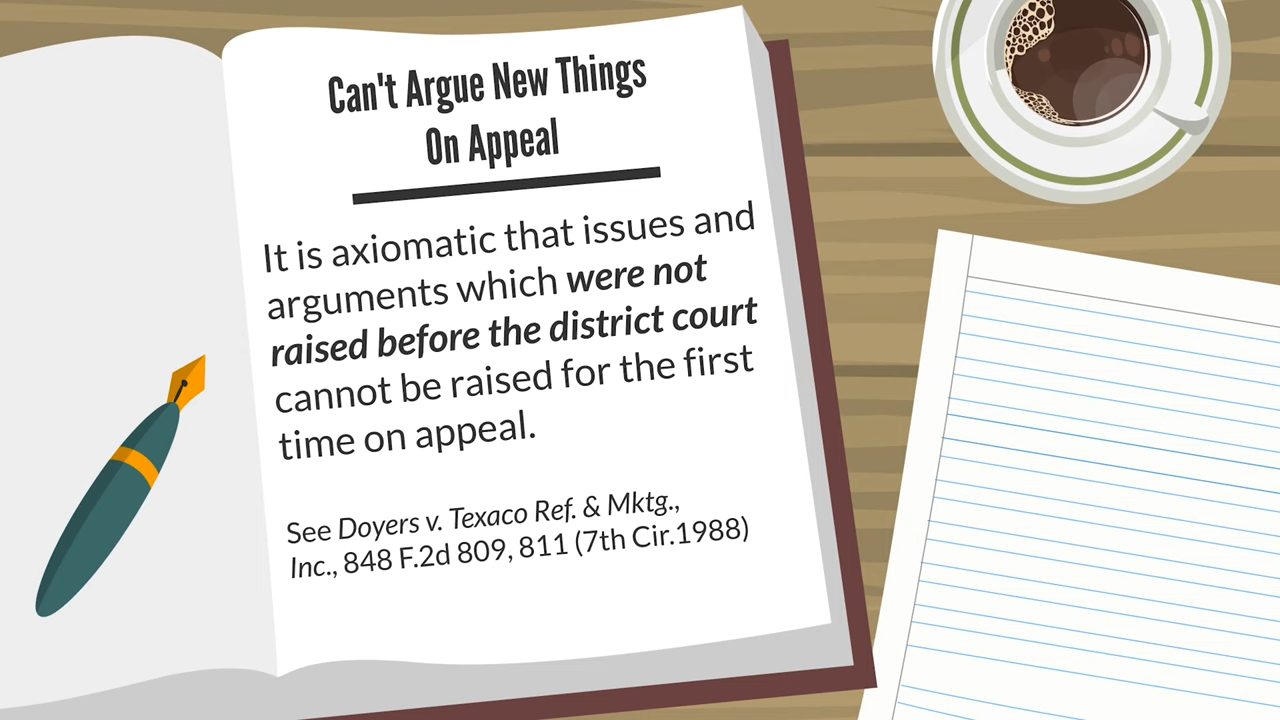 Can't Argue New Things
On Appeal
It is axiomatic that issues and
arguments which were not
raised before the district court
cannot be raised for the first
time on appeal.
See Doyers v. Texaco Ref. & Mktg.,
Inc., 848 F.2d 809, 811 (7th Cir.1988)